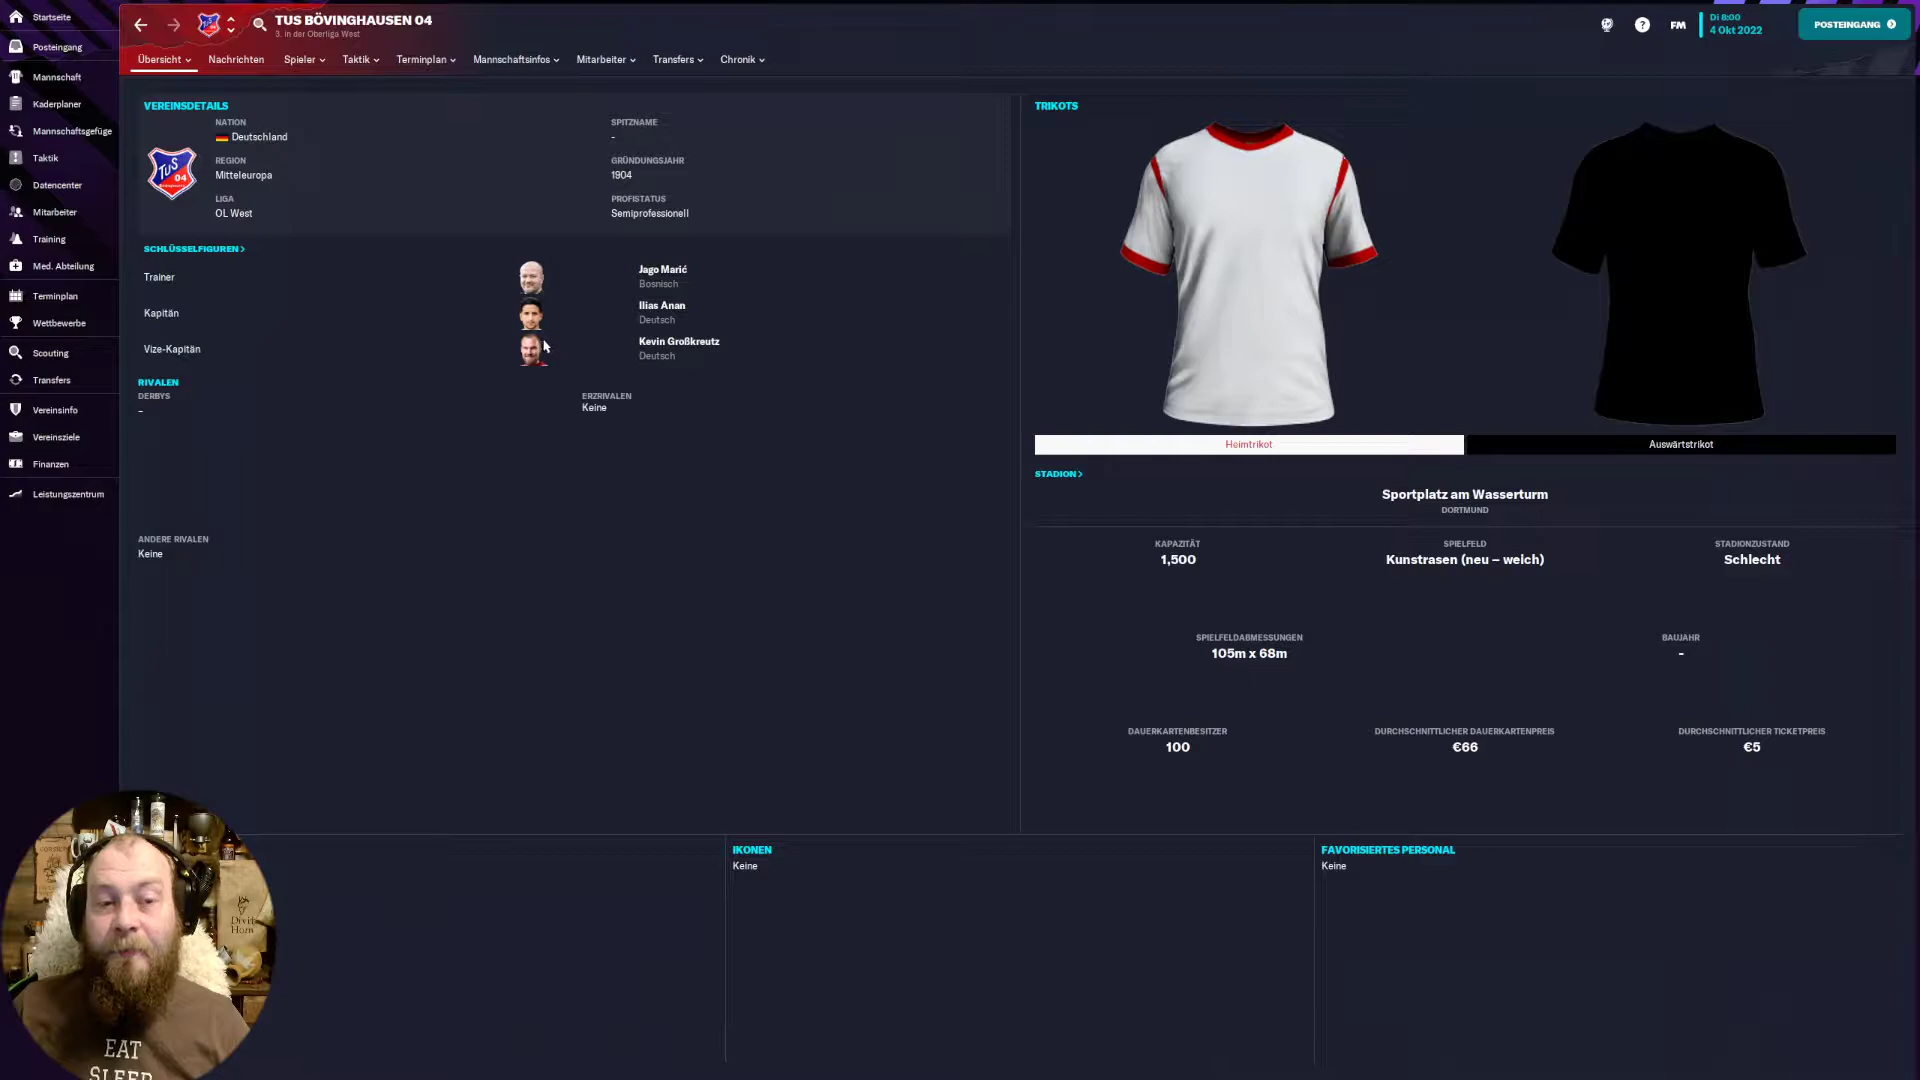 Startseite
Posteingang
Mannschaft
Kaderplaner
Mannschaftsgefüge
Taktik
Datencenter
Mitarbeiter
Training
Med. Abteilung
Terminplan
Wettbewerbe
Scouting
Transfers
Vereinsinfo
Vereinsziele
Finanzen
Leistungszentrum
TUS BÖVINGHAUSEN 04
3. in der Oberliga West
FM
Di 8:00
4 Okt 2022
POSTEINGANG
Übersicht Nachrichten Spieler Taktik Terminplan Mannschaftsinfos Mitarbeiter Transfers Chronik
VEREINSDETAILS
TUS
04
NATION
Deutschland
REGION
Mitteleuropa
LIGA
OL West
SPITZNAME
-
GRÜNDUNGSJAHR
1904
PROFISTATUS
Semiprofessionell
SCHLÜSSELFIGUREN >
Trainer
Jago Marić
Bosnisch
Kapitän
Ilias Anan
Deutsch
Vize-Kapitän
Kevin Großkreutz
Deutsch
RIVALEN
DERBYS
-
ERZRIVALEN
Keine
ANDERE RIVALEN
Keine
TRIKOTS
Heimtrikot
Auswärtstrikot
STADION >
Sportplatz am Wasserturm
DORTMUND
KAPAZITÄT
1,500
SPIELFELD
Kunstrasen (neu – weich)
STADIONZUSTAND
Schlecht
SPIELFELDABMESSUNGEN
105m x 68m
BAUJAHR
-
DAUERKARTENBESITZER
100
DURCHSCHNITTLICHER DAUERKARTENPREIS
€66
DURCHSCHNITTLICHER TICKETPREIS
€5
IKONEN
Keine
FAVORISIERTES PERSONAL
Keine
EAT
SLEEP